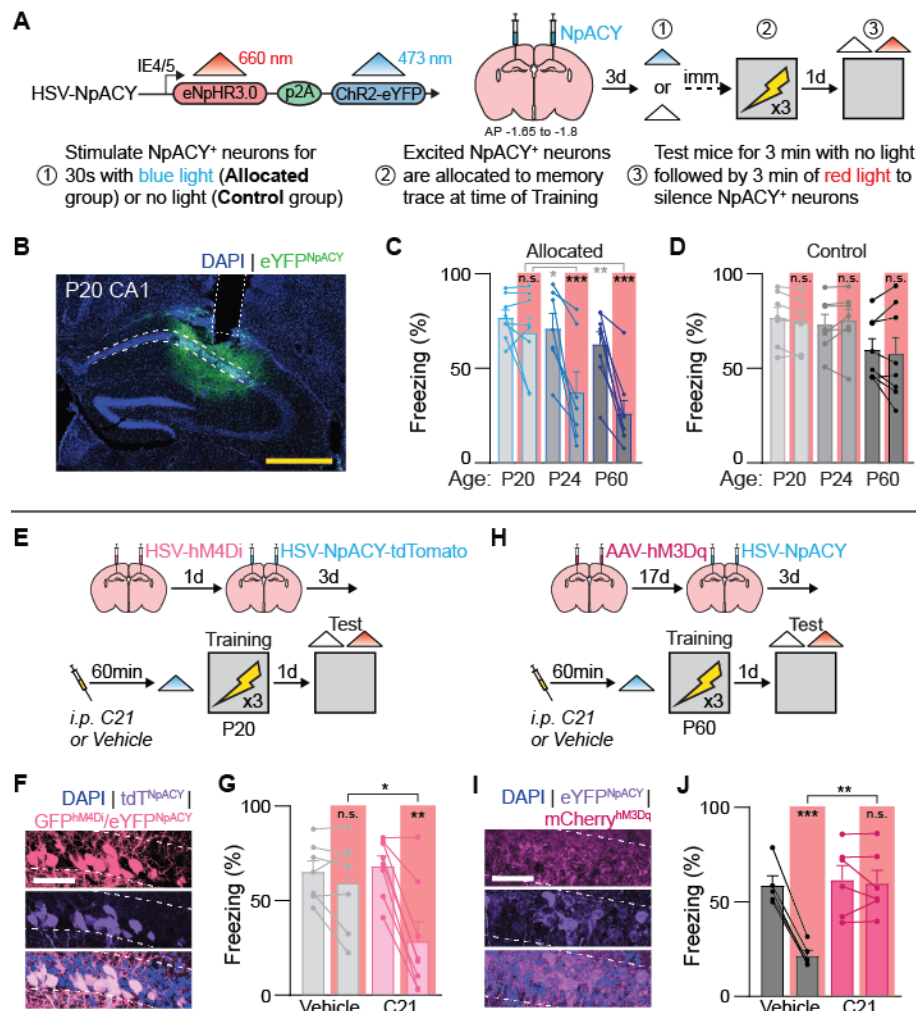 A
IE4/5
660 nm
473 nm
HSV-NpACY
eNpHR3.0
p2A
ChR2-eYFP
NpACY
AP -1.65 to -1.8
3d
①
or
imm
②
x3
1d
③
① Stimulate NpACY⁺ neurons for 30s with blue light (Allocated group) or no light (Control group)
② Excited NpACY⁺ neurons are allocated to memory trace at time of Training
③ Test mice for 3 min with no light followed by 3 min of red light to silence NpACY⁺ neurons
B
DAPI | eYFP^NpACY
P20 CA1
C
Allocated
Freezing (%)
100
50
0
n.s.
*
***
**
***
Age: P20 P24 P60
D
Control
Freezing (%)
100
50
0
n.s. n.s. n.s.
Age: P20 P24 P60
E
HSV-hM4Di
HSV-NpACY-tdTomato
1d
3d
60min
i.p. C21
or Vehicle
Training
x3
P20
1d
Test
H
AAV-hM3Dq
HSV-NpACY
17d
3d
60min
i.p. C21
or Vehicle
Training
x3
P60
1d
Test
F
DAPI | tdT^NpACY |
GFP^hM4Di/eYFP^NpACY
G
Freezing (%)
100
50
0
*
n.s.
**
Vehicle C21
I
DAPI | eYFP^NpACY |
mCherry^hM3Dq
J
Freezing (%)
100
50
0
**
***
n.s.
Vehicle C21